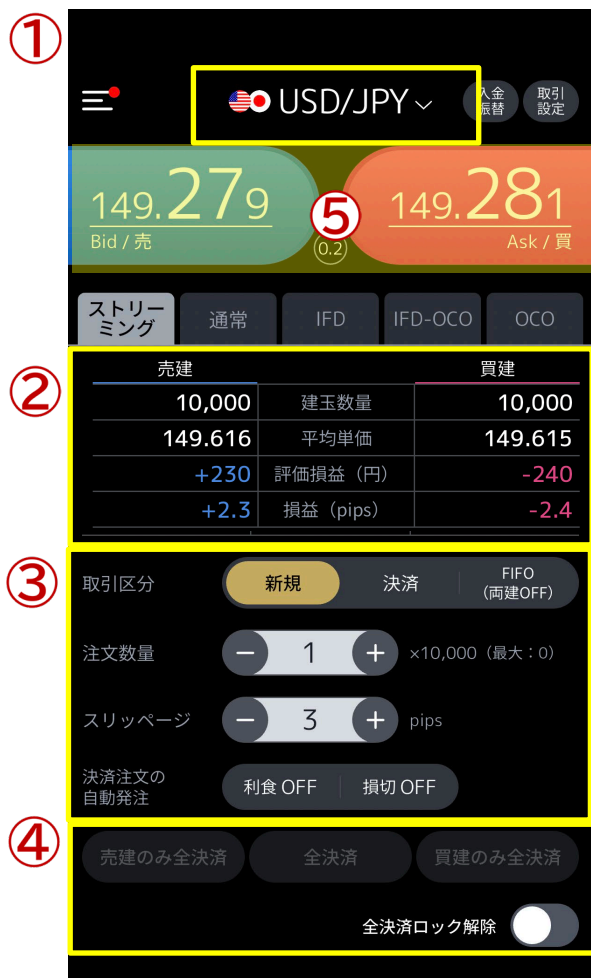 ①
USD/JPY
入金
振替
取引
設定
149.279
149.281
⑤
Bid / 売
(0.2)
Ask / 買
ストリー
ミング
通常
IFD
IFD-OCO
OCO
②
売建
買建
10,000
建玉数量
10,000
149.616
平均単価
149.615
+230
評価損益（円）
-240
+2.3
損益（pips）
-2.4
③
取引区分
新規
決済
FIFO
(両建OFF)
注文数量
− 1 +
×10,000（最大：0）
スリッページ
− 3 +
pips
決済注文の
自動発注
利食 OFF
損切 OFF
④
売建のみ全決済
全決済
買建のみ全決済
全決済ロック解除